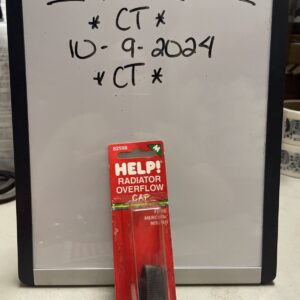 * CT *
10-9-2024
* CT *
HELP!
RADIATOR
OVERFLOW
CAP